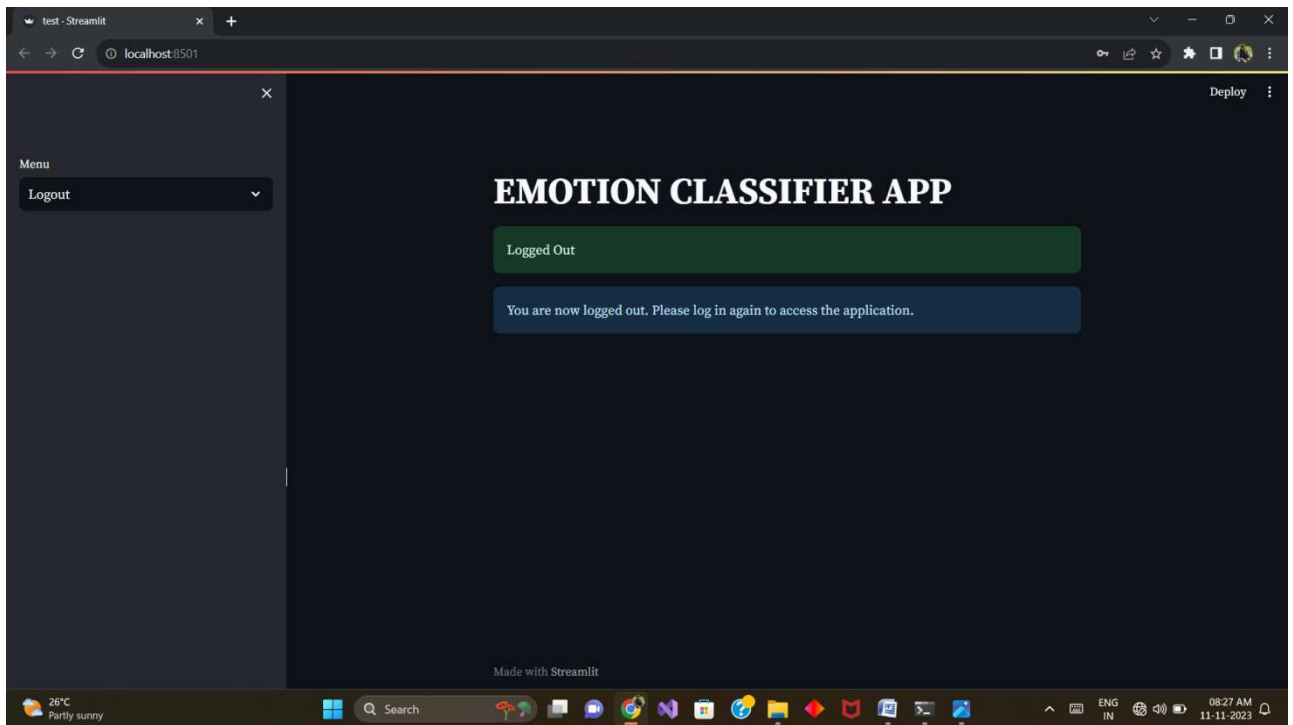 test · Streamlit
localhost:8501
Deploy
Menu
Logout
EMOTION CLASSIFIER APP
Logged Out
You are now logged out. Please log in again to access the application.
Made with Streamlit
26°C
Partly sunny
Search
ENG
IN
08:27 AM
11-11-2023